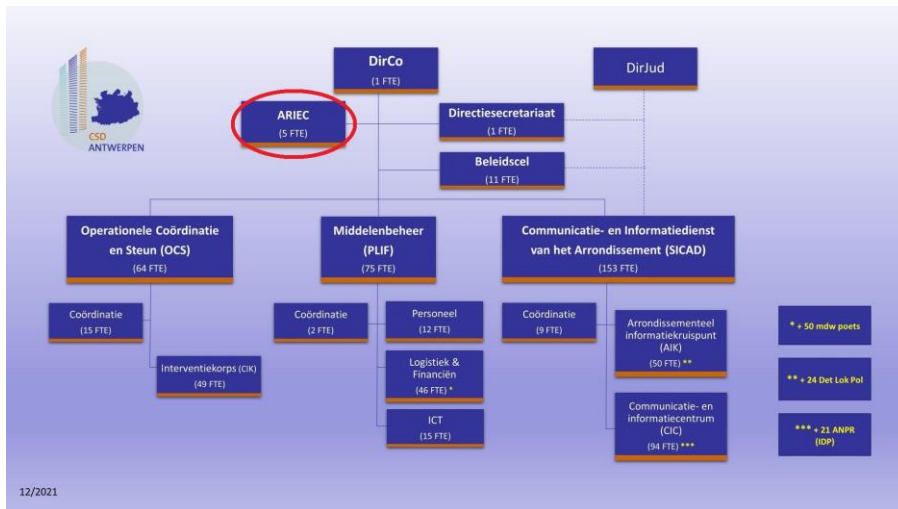 DirCo
(1 FTE)
DirJud
ARIEC
(5 FTE)
Directiesecretariaat
(1 FTE)
CSD
ANTWERPEN
Beleidscel
(11 FTE)
Operationele Coördinatie
en Steun (OCS)
(64 FTE)
Middelenbeheer
(PLIF)
(75 FTE)
Communicatie- en Informatiedienst
van het Arrondissement (SICAD)
(153 FTE)
Coördinatie
(15 FTE)
Interventiekorps (CIK)
(49 FTE)
Coördinatie
(2 FTE)
Personeel
(12 FTE)
Logistiek &
Financiën
(46 FTE) *
ICT
(15 FTE)
Coördinatie
(9 FTE)
Arrondissementeel
informatiekruispunt
(AIK)
(50 FTE) **
Communicatie- en
informatiecentrum
(CIC)
(94 FTE) ***
* + 50 mdw poets
** + 24 Det Lok Pol
*** + 21 ANPR
(IDP)
12/2021